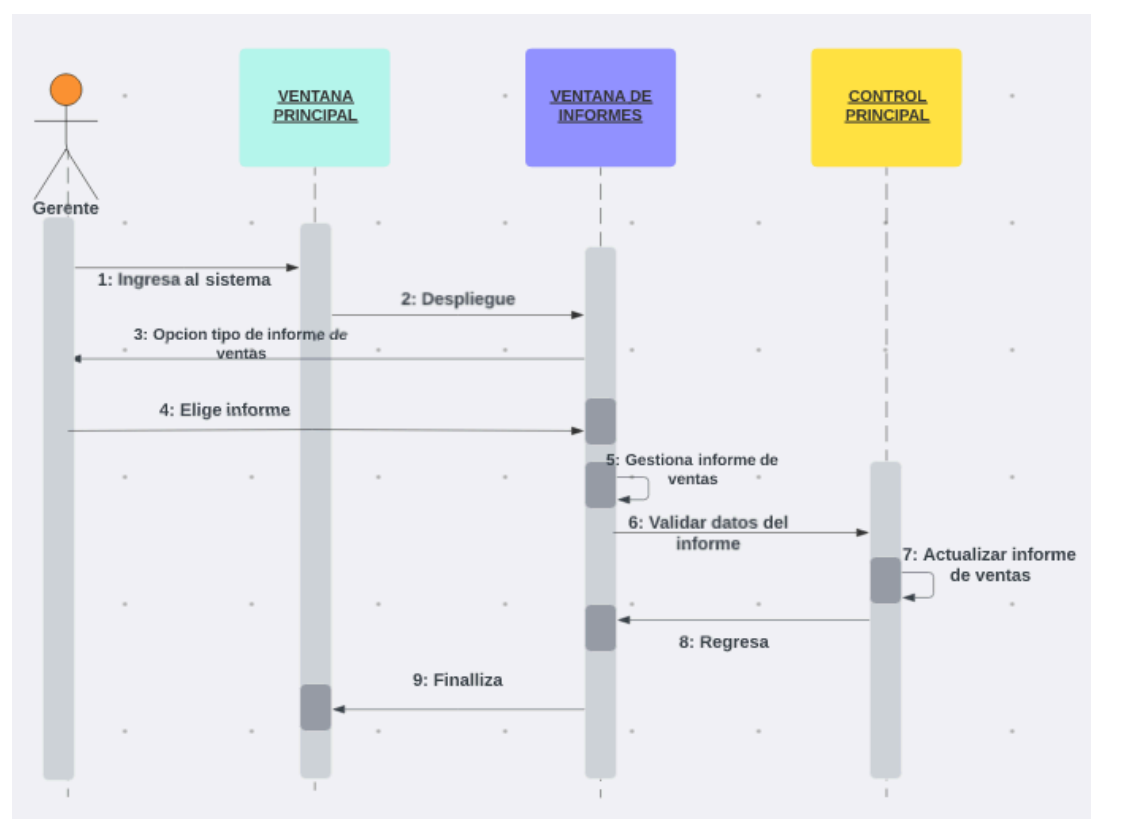 VENTANA
PRINCIPAL
VENTANA DE
INFORMES
CONTROL
PRINCIPAL
Gerente
1: Ingresa al sistema
2: Despliegue
3: Opcion tipo de informe de
ventas
4: Elige informe
5: Gestiona informe de
ventas
6: Validar datos del
informe
7: Actualizar informe
de ventas
8: Regresa
9: Finalliza